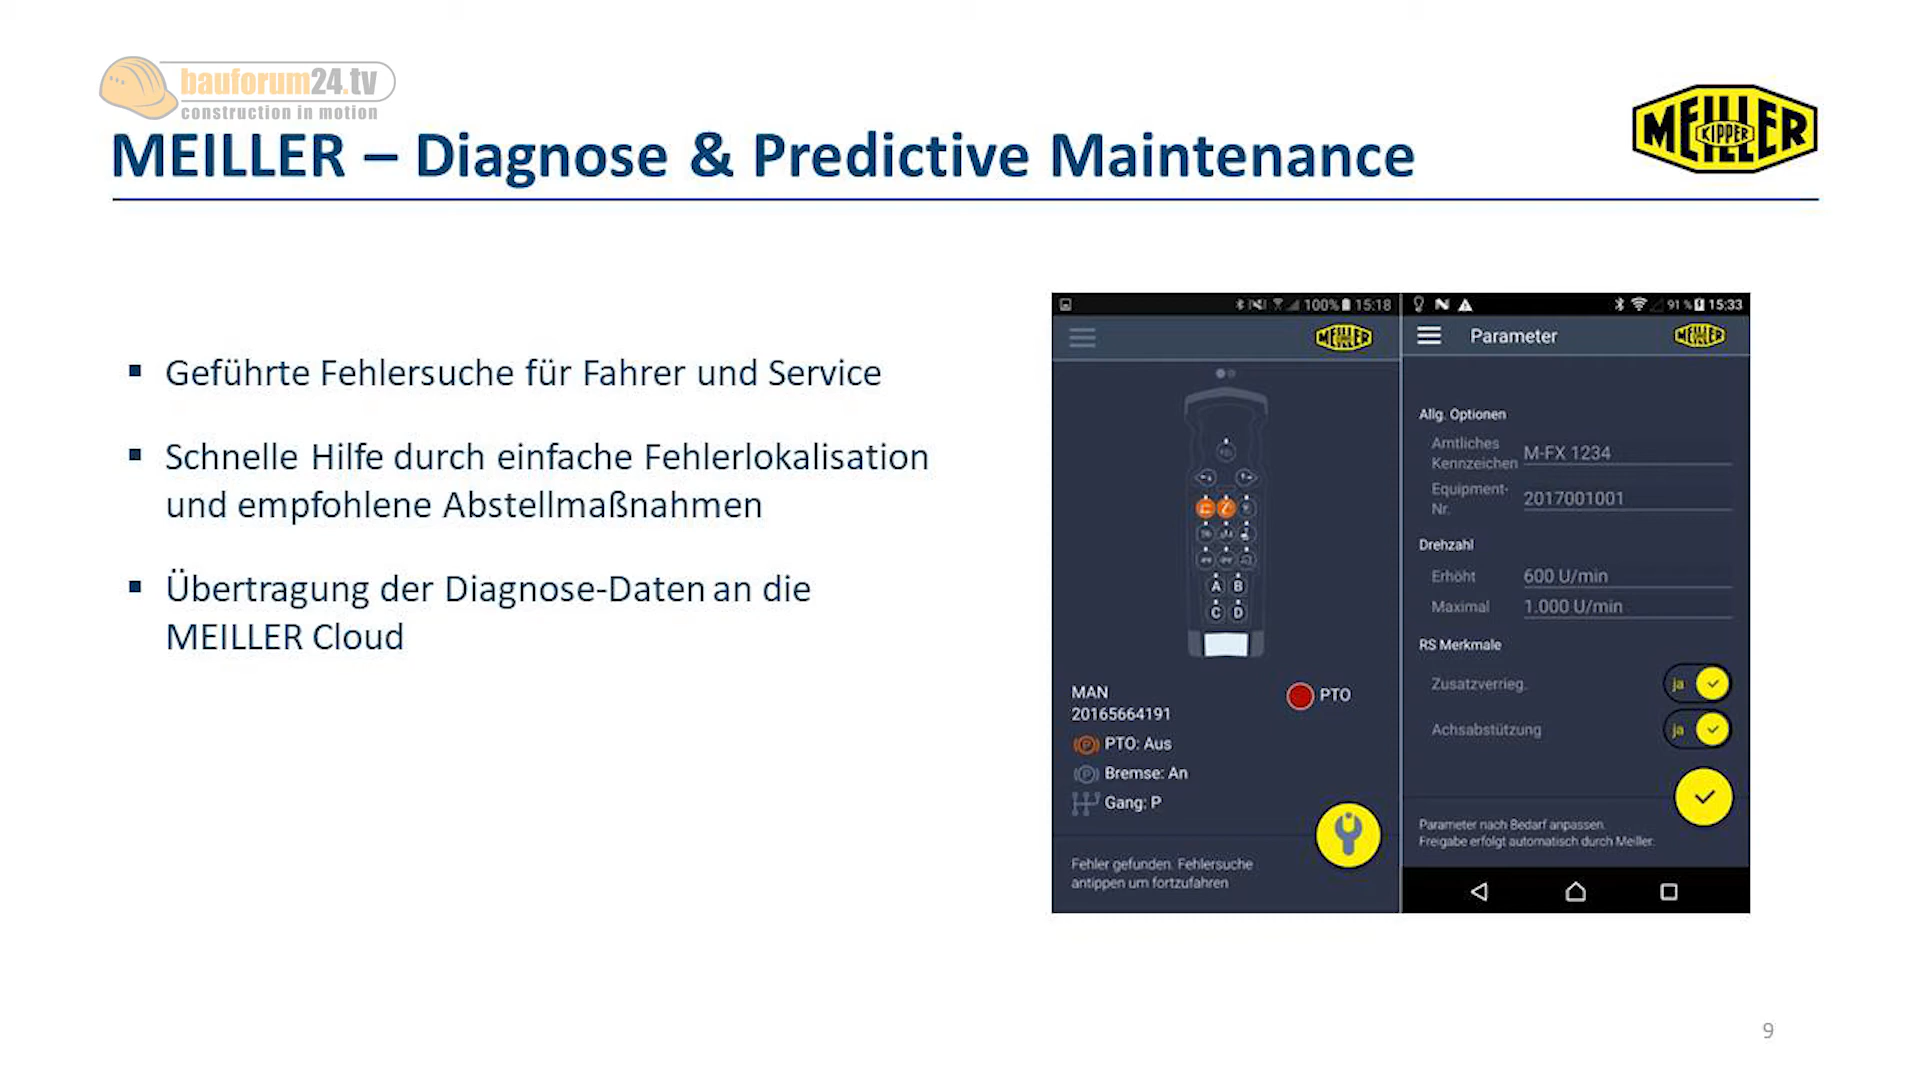 bauforum24.tv
construction in motion
MEILLER – Diagnose & Predictive Maintenance
MEILLER
KIPPER
▪ Geführte Fehlersuche für Fahrer und Service
▪ Schnelle Hilfe durch einfache Fehlerlokalisation
und empfohlene Abstellmaßnahmen
▪ Übertragung der Diagnose-Daten an die
MEILLER Cloud
100% 15:18
MEILLER
A B
C D
MAN
20165664191
PTO
PTO: Aus
Bremse: An
Gang: P
Fehler gefunden. Fehlersuche
antippen um fortzufahren
91 % 15:33
Parameter
MEILLER
Allg. Optionen
Amtliches
Kennzeichen M-FX 1234
Equipment-
Nr. 2017001001
Drehzahl
Erhöht 600 U/min
Maximal 1.000 U/min
RS Merkmale
Zusatzverrieg. ja
Achsabstützung ja
Parameter nach Bedarf anpassen.
Freigabe erfolgt automatisch durch Meiller.
9